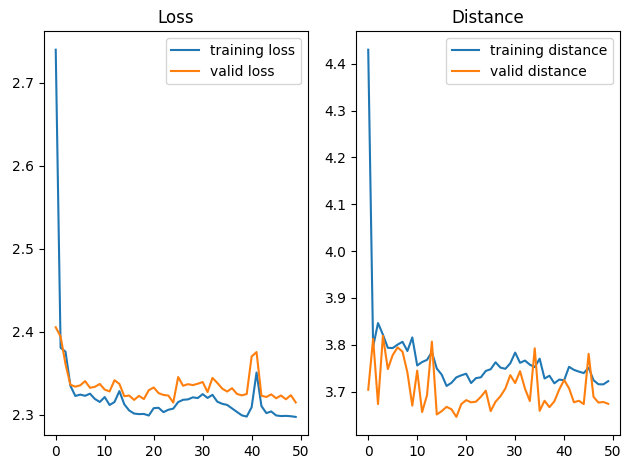 Loss
training loss
valid loss
2.7
2.6
2.5
2.4
2.3
0 10 20 30 40 50
Distance
training distance
valid distance
4.4
4.3
4.2
4.1
4.0
3.9
3.8
3.7
0 10 20 30 40 50